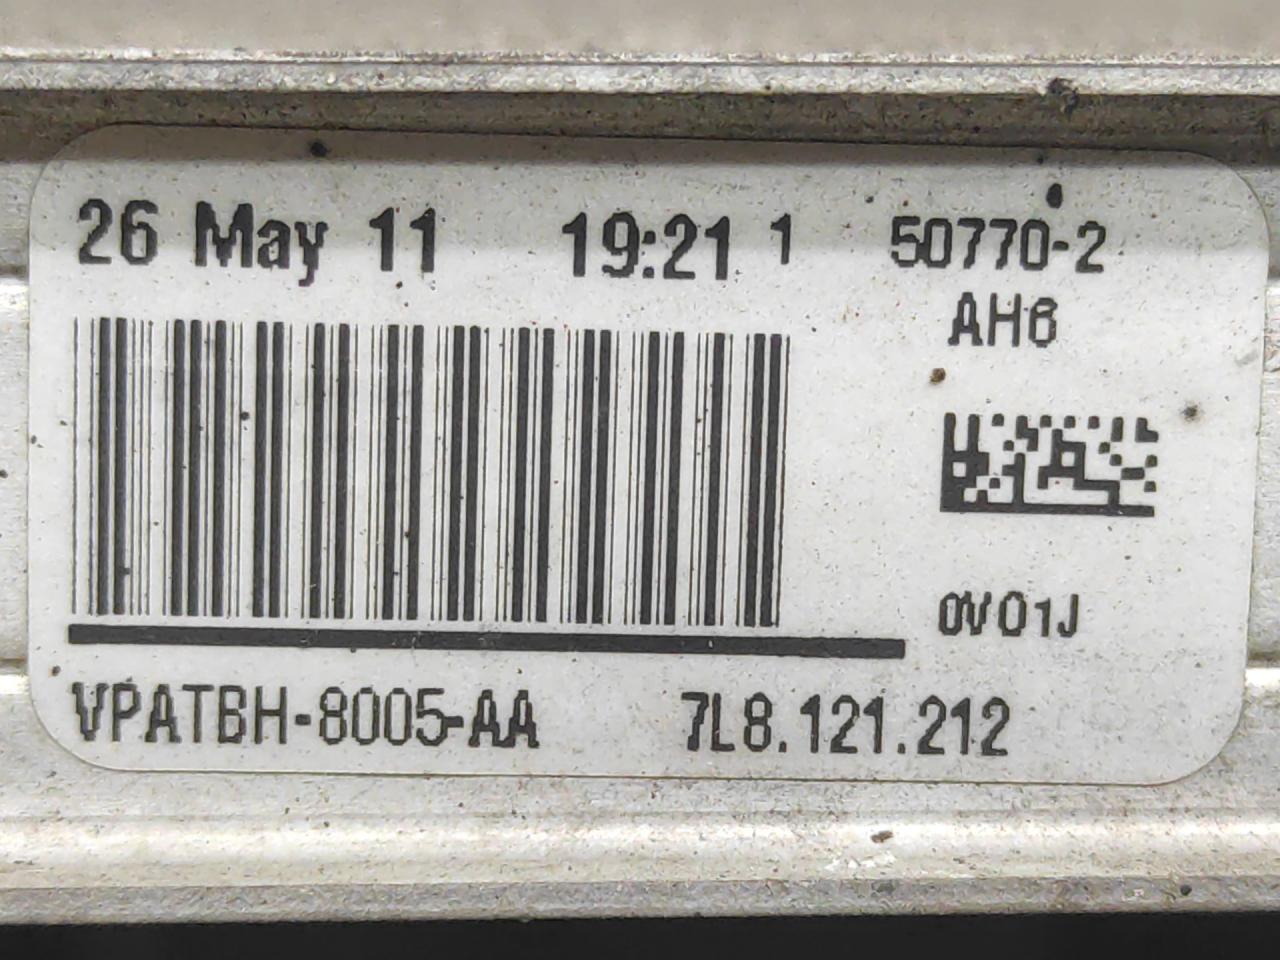 26 May 11 19:21 1 50770-2
AH6
0V01J
VPATBH-8005-AA 7L8.121.212